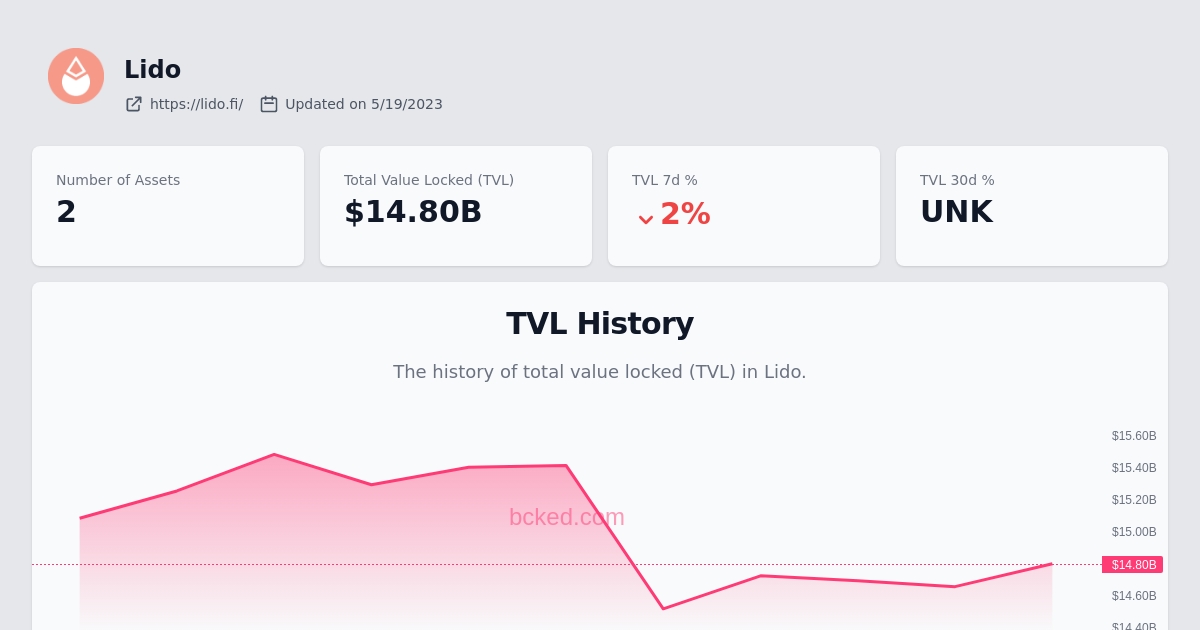 Lido
https://lido.fi/ Updated on 5/19/2023
Number of Assets
2
Total Value Locked (TVL)
$14.80B
TVL 7d %
2%
TVL 30d %
UNK
TVL History
The history of total value locked (TVL) in Lido.
bcked.com
$15.60B
$15.40B
$15.20B
$15.00B
$14.80B
$14.60B
$14.40B